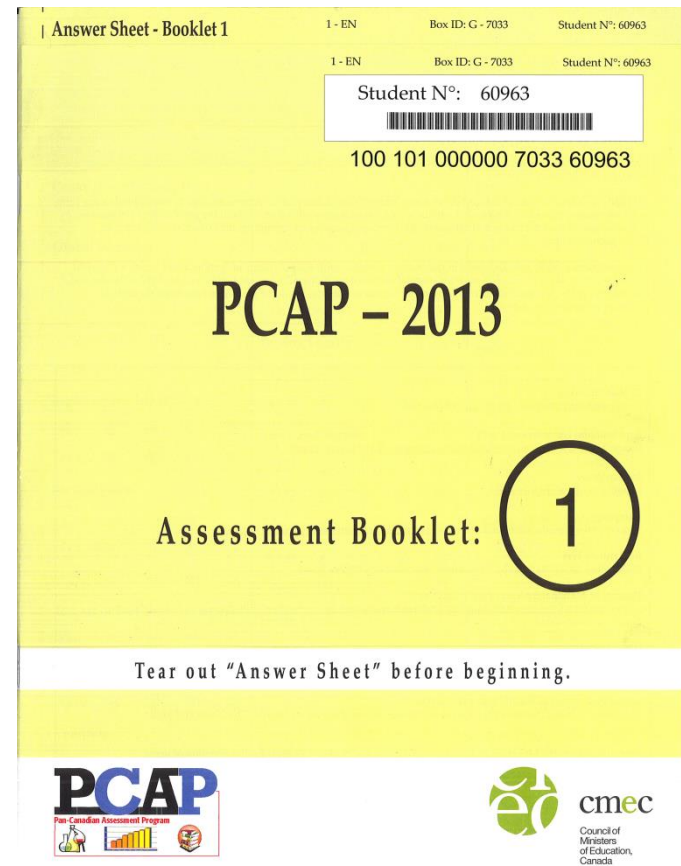 Answer Sheet - Booklet 1
1 - EN Box ID: G - 7033 Student N°: 60963
1 - EN Box ID: G - 7033 Student N°: 60963
Student N°: 60963
100 101 000000 7033 60963
PCAP – 2013
Assessment Booklet: 1
Tear out “Answer Sheet” before beginning.
PCAP
Pan-Canadian Assessment Program
cmec
Council of
Ministers
of Education,
Canada